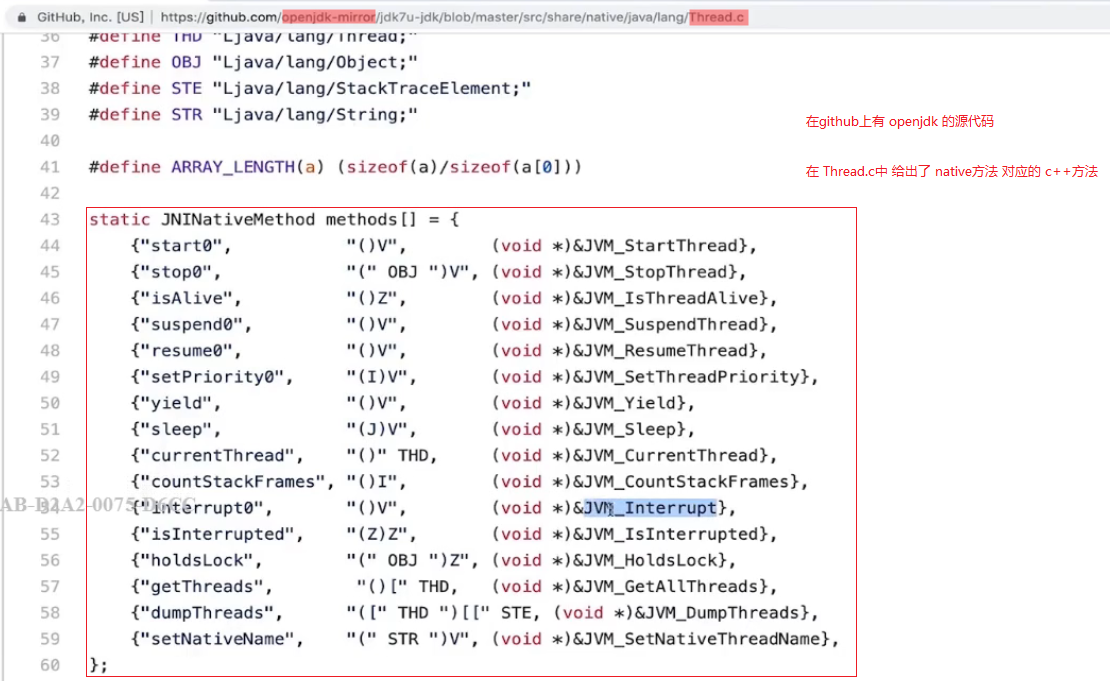 GitHub, Inc. [US] | https://github.com/openjdk-mirror/jdk7u-jdk/blob/master/src/share/native/java/lang/Thread.c
36 #define THD "Ljava/lang/Thread;"
37 #define OBJ "Ljava/lang/Object;"
38 #define STE "Ljava/lang/StackTraceElement;"
39 #define STR "Ljava/lang/String;"
在github上有 openjdk 的源代码
40
41 #define ARRAY_LENGTH(a) (sizeof(a)/sizeof(a[0]))
在 Thread.c中 给出了 native方法 对应的 c++方法
42
43 static JNINativeMethod methods[] = {
44 {"start0", "()V", (void *)&JVM_StartThread},
45 {"stop0", "(" OBJ ")V", (void *)&JVM_StopThread},
46 {"isAlive", "()Z", (void *)&JVM_IsThreadAlive},
47 {"suspend0", "()V", (void *)&JVM_SuspendThread},
48 {"resume0", "()V", (void *)&JVM_ResumeThread},
49 {"setPriority0", "(I)V", (void *)&JVM_SetThreadPriority},
50 {"yield", "()V", (void *)&JVM_Yield},
51 {"sleep", "(J)V", (void *)&JVM_Sleep},
52 {"currentThread", "()" THD, (void *)&JVM_CurrentThread},
53 {"countStackFrames", "()I", (void *)&JVM_CountStackFrames},
54 {"interrupt0", "()V", (void *)&JVM_Interrupt},
55 {"isInterrupted", "(Z)Z", (void *)&JVM_IsInterrupted},
56 {"holdsLock", "(" OBJ ")Z", (void *)&JVM_HoldsLock},
57 {"getThreads", "()[" THD, (void *)&JVM_GetAllThreads},
58 {"dumpThreads", "([" THD ")[[" STE, (void *)&JVM_DumpThreads},
59 {"setNativeName", "(" STR ")V", (void *)&JVM_SetNativeThreadName},
60 };